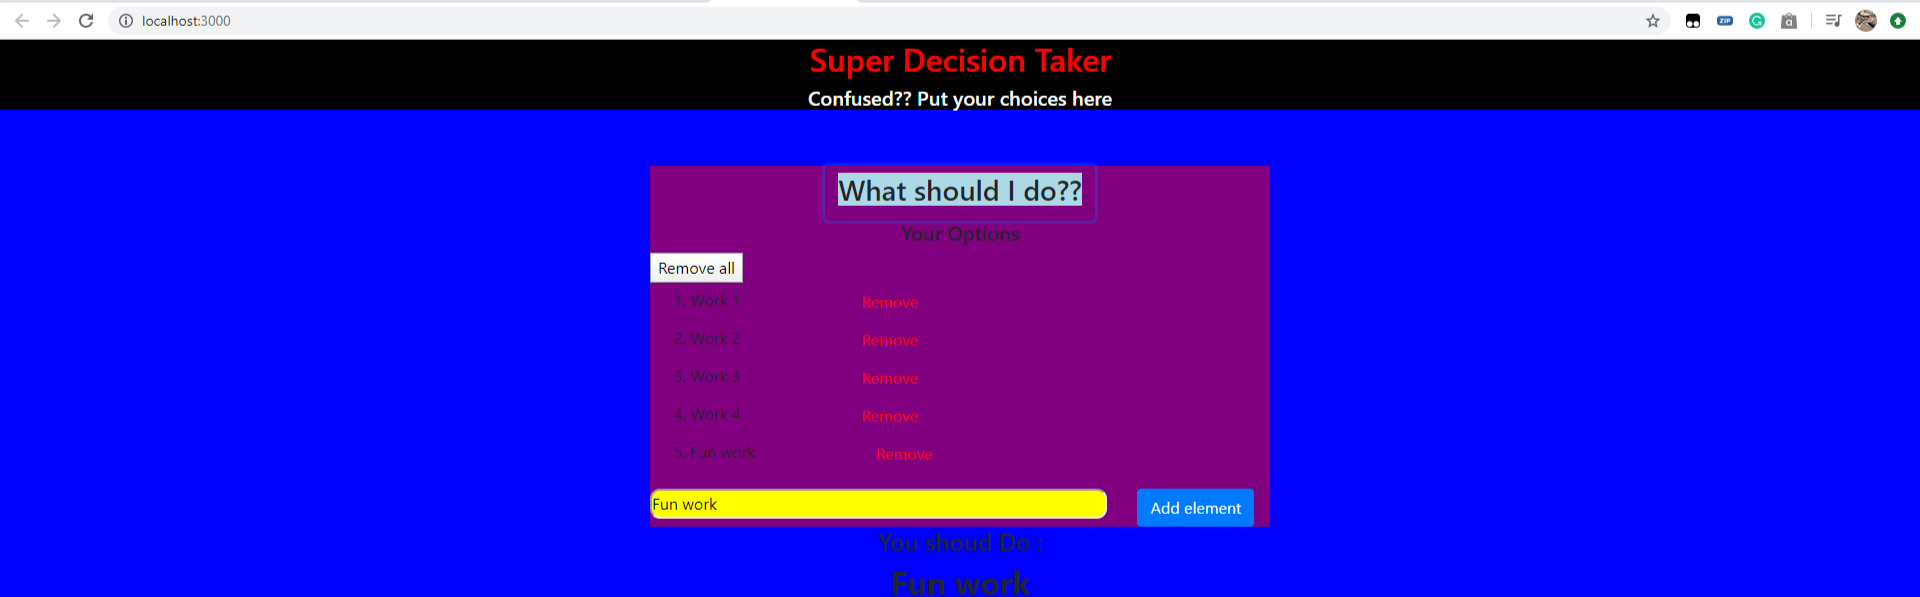 localhost:3000
ZIP
Super Decision Taker
Confused?? Put your choices here
What should I do??
Your Options
Remove all
1. Work 1 Remove
2. Work 2 Remove
3. Work 3 Remove
4. Work 4 Remove
5. Fun work Remove
Fun work Add element
You shoud Do :
Fun work